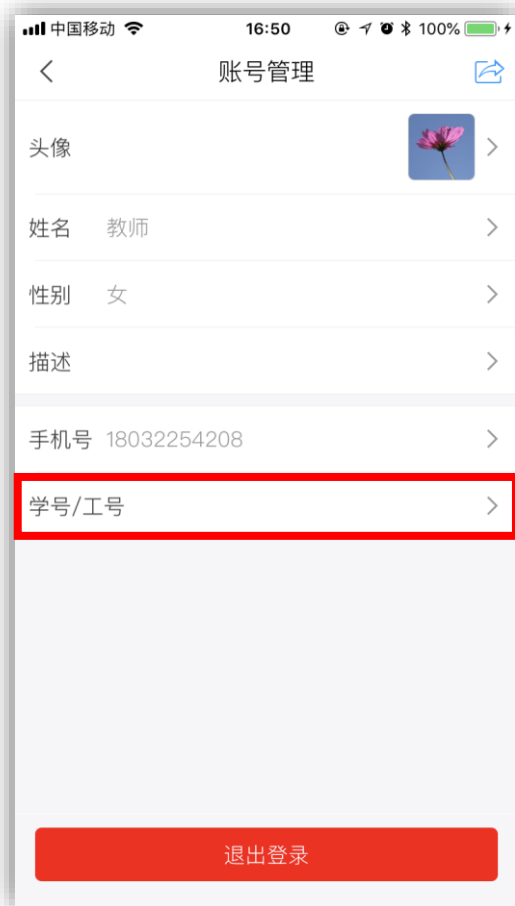 中国移动 16:50 100%
账号管理
头像
姓名 教师
性别 女
描述
手机号 18032254208
学号/工号
退出登录